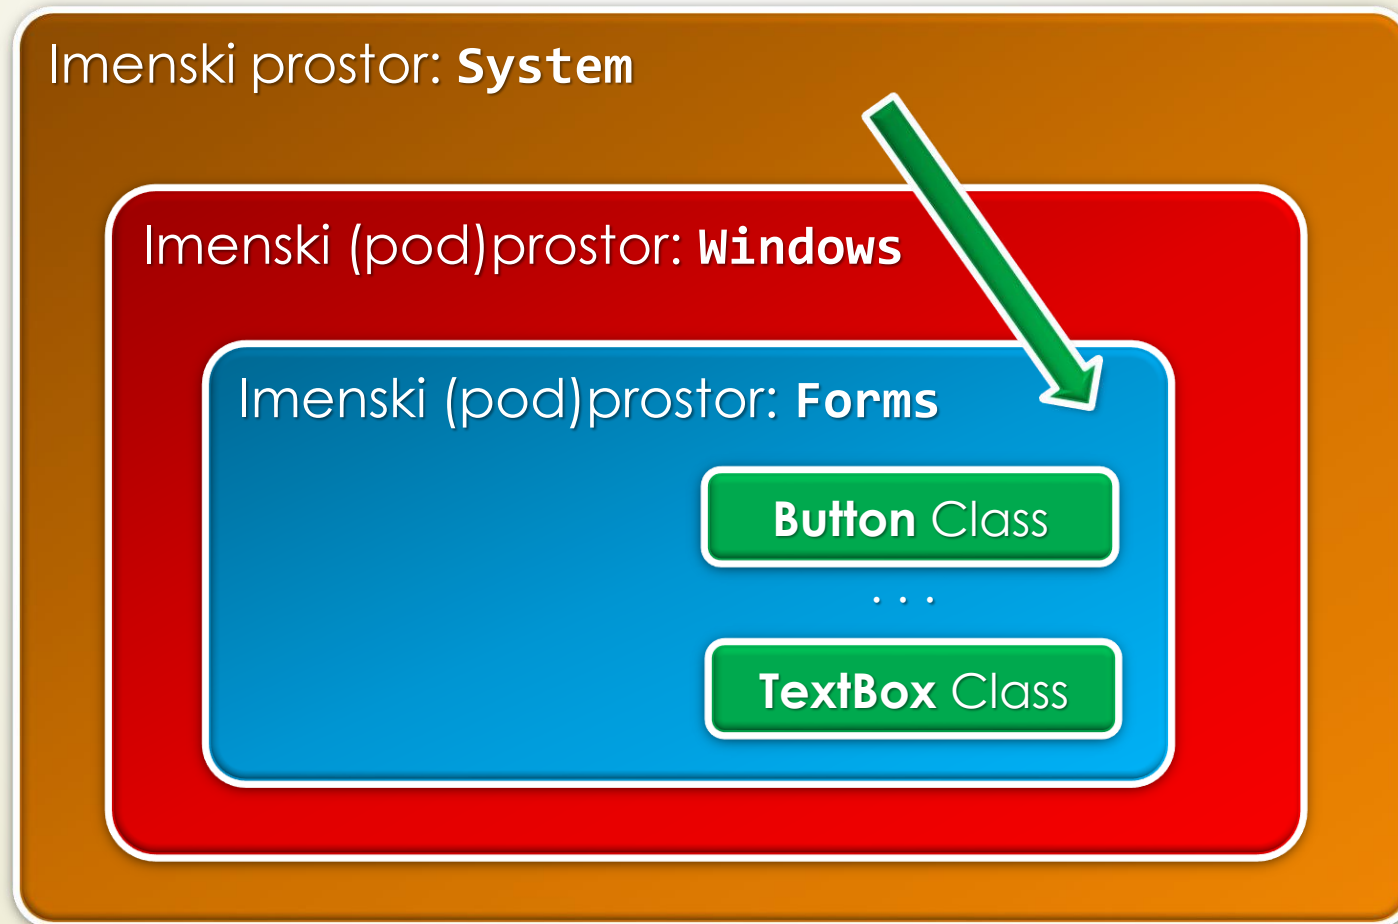 Imenski prostor: System
Imenski (pod)prostor: Windows
Imenski (pod)prostor: Forms
Button Class
. . .
TextBox Class